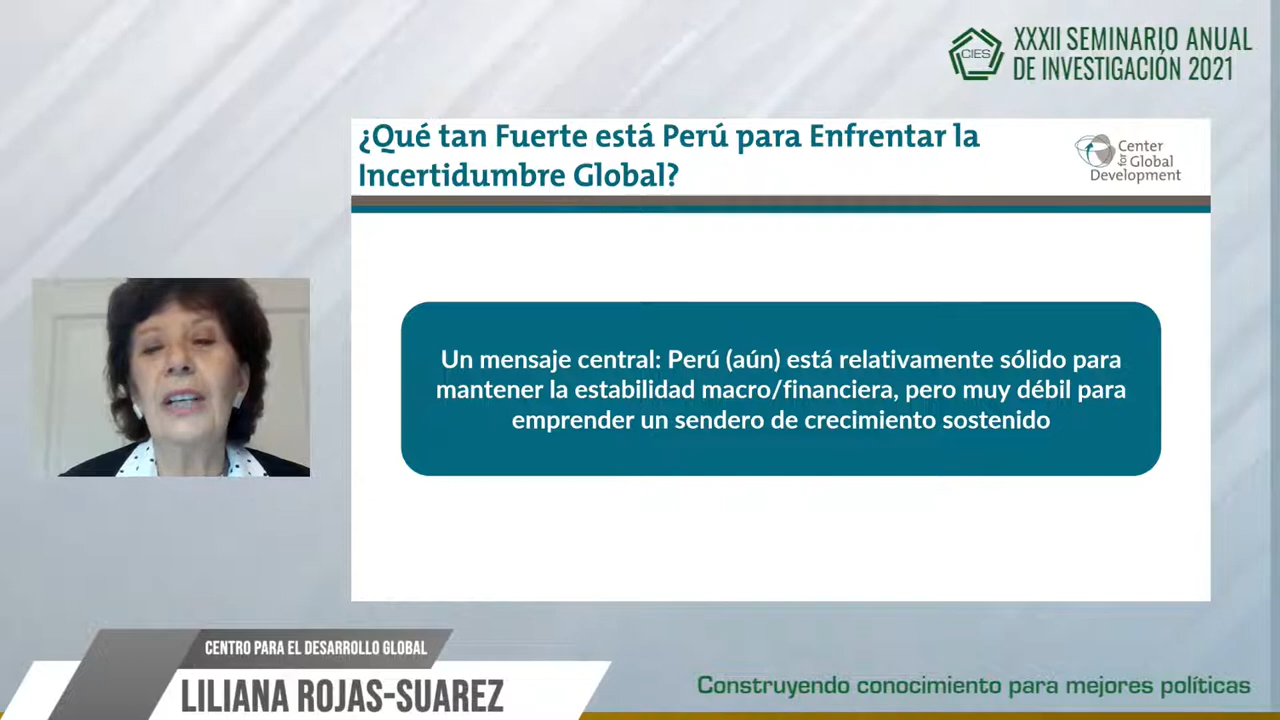 CIES
XXXII SEMINARIO ANUAL
DE INVESTIGACIÓN 2021
¿Qué tan Fuerte está Perú para Enfrentar la
Incertidumbre Global?
Center
for Global
Development
Un mensaje central: Perú (aún) está relativamente sólido para
mantener la estabilidad macro/financiera, pero muy débil para
emprender un sendero de crecimiento sostenido
CENTRO PARA EL DESARROLLO GLOBAL
LILIANA ROJAS-SUAREZ
Construyendo conocimiento para mejores políticas